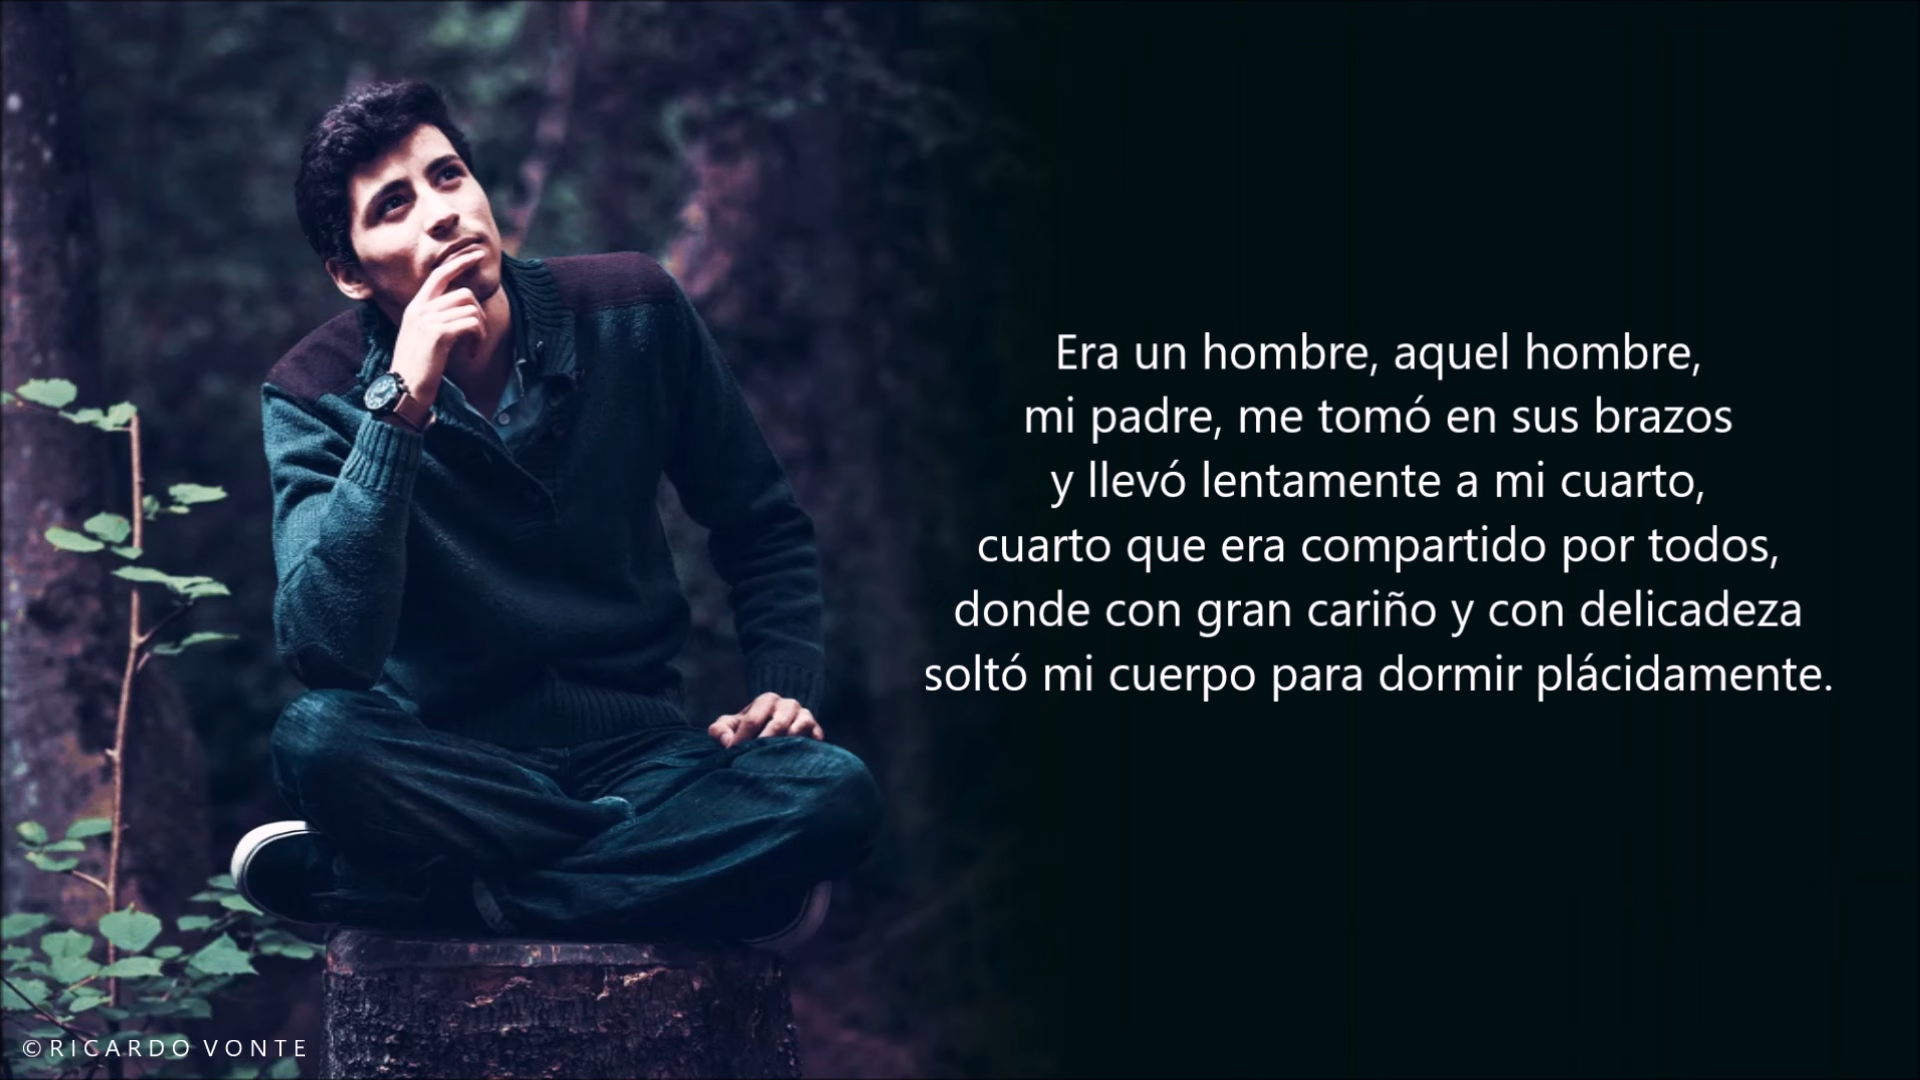 Era un hombre, aquel hombre,
mi padre, me tomó en sus brazos
y llevó lentamente a mi cuarto,
cuarto que era compartido por todos,
donde con gran cariño y con delicadeza
soltó mi cuerpo para dormir plácidamente.
©RICARDO VONTE